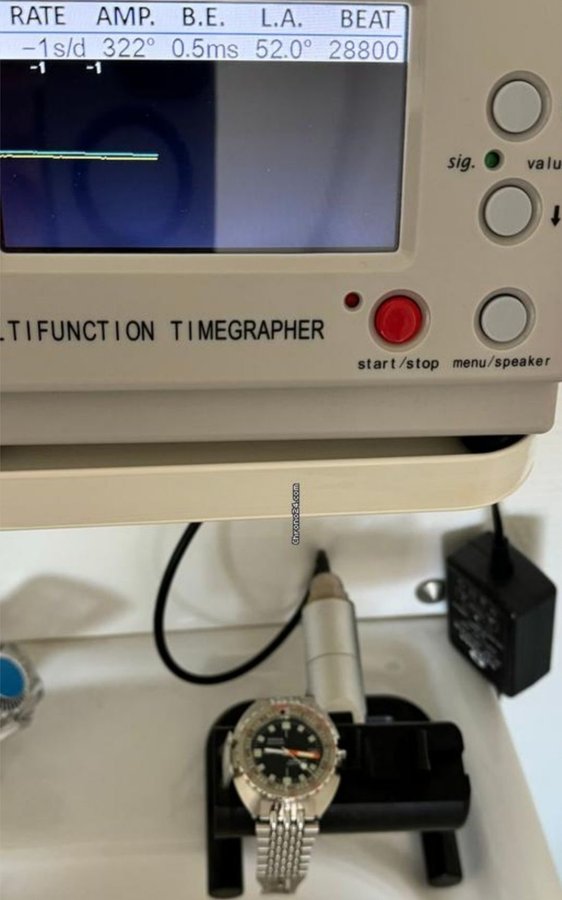 RATE AMP. B.E. L.A. BEAT
-1s/d 322° 0.5ms 52.0° 28800
-1 -1
sig. valu
LTIFUNCTION TIMEGRAPHER
start/stop menu/speaker
Chrono24.com